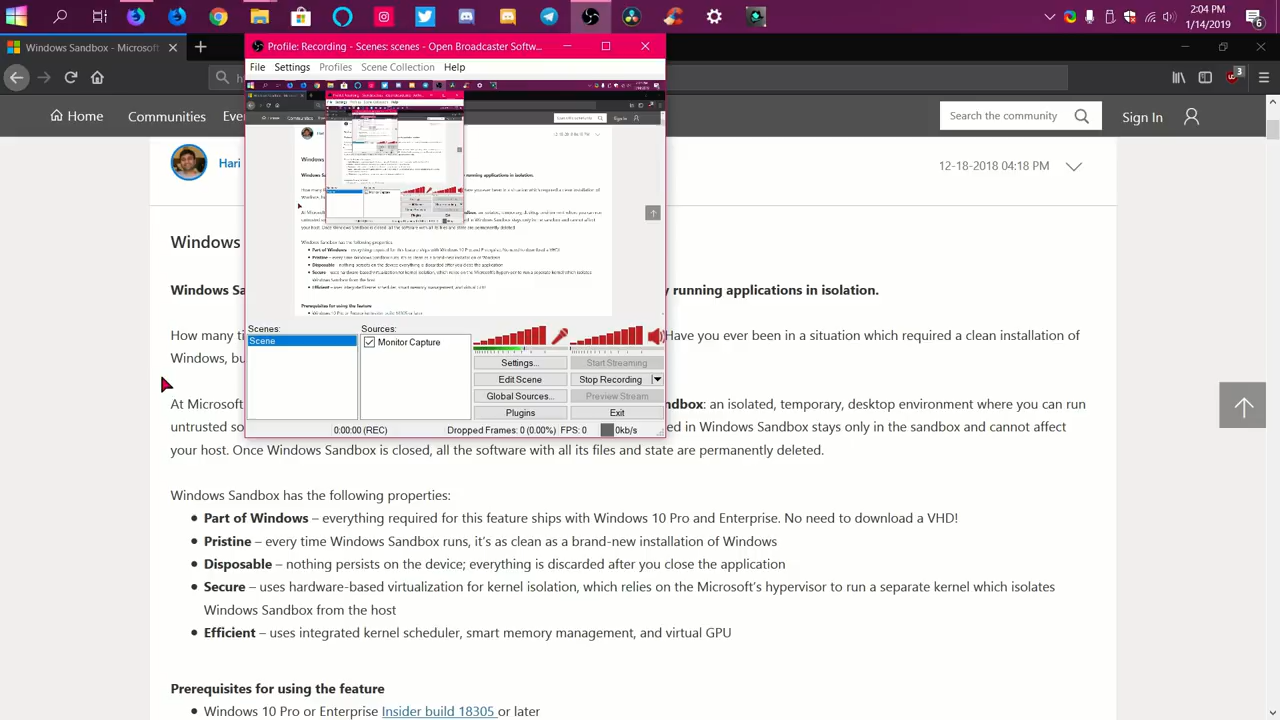 2:04 PM
1/14/2019
6
Windows Sandbox - Microsoft
Profile: Recording - Scenes: scenes - Open Broadcaster Softw...
File Settings Profiles Scene Collection Help
3
Communities
Search the community
Sign In
Hari
12-18-2018 04:18 PM
Windows
Windows Sa
y running applications in isolation.
How many ti
Have you ever been in a situation which required a clean installation of
Windows, bu
At Microsoft
dbox: an isolated, temporary, desktop environment where you can run
untrusted so
ed in Windows Sandbox stays only in the sandbox and cannot affect
your host. Once Windows Sandbox is closed, all the software with all its files and state are permanently deleted.
Scenes:
Scene
Sources:
Monitor Capture
Settings...
Start Streaming
Edit Scene
Stop Recording
Global Sources...
Preview Stream
Plugins
Exit
0:00:00 (REC)
Dropped Frames: 0 (0.00%)
FPS: 0
0kb/s
Windows Sandbox has the following properties:
Part of Windows – everything required for this feature ships with Windows 10 Pro and Enterprise. No need to download a VHD!
Pristine – every time Windows Sandbox runs, it's as clean as a brand-new installation of Windows
Disposable – nothing persists on the device; everything is discarded after you close the application
Secure – uses hardware-based virtualization for kernel isolation, which relies on the Microsoft's hypervisor to run a separate kernel which isolates
Windows Sandbox from the host
Efficient – uses integrated kernel scheduler, smart memory management, and virtual GPU
Prerequisites for using the feature
Windows 10 Pro or Enterprise Insider build 18305 or later